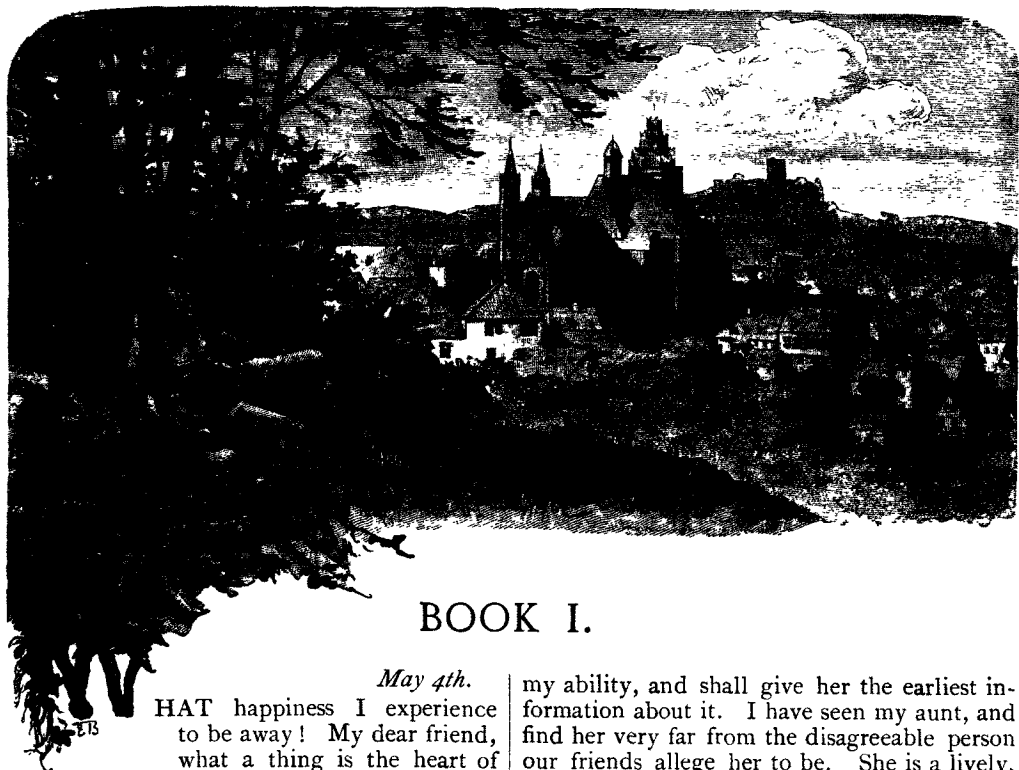 BOOK I.
May 4th.
WHAT happiness I experience
to be away! My dear friend,
what a thing is the heart of
EB
my ability, and shall give her the earliest in-
formation about it. I have seen my aunt, and
find her very far from the disagreeable person
our friends allege her to be. She is a lively,